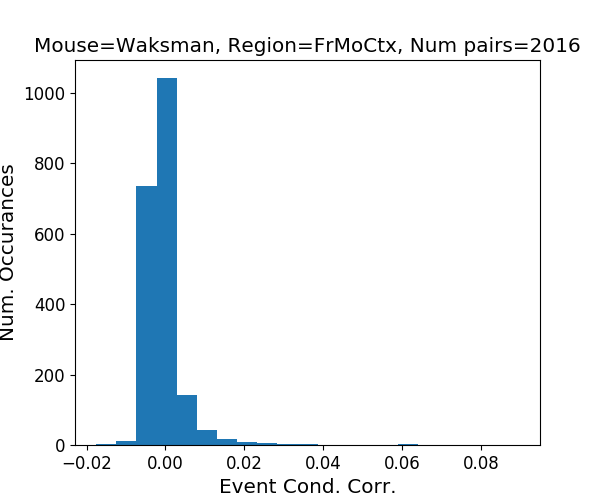 Mouse=Waksman, Region=FrMoCtx, Num pairs=2016
1000
800
600
400
200
0
−0.02 0.00 0.02 0.04 0.06 0.08
Num. Occurances
Event Cond. Corr.